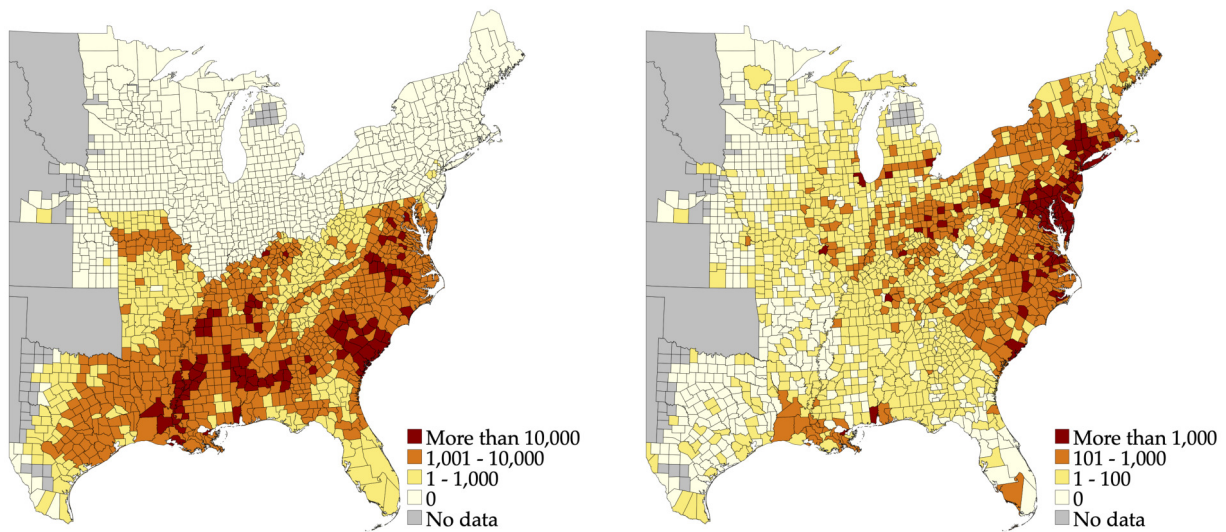 More than 10,000
1,001 - 10,000
1 - 1,000
0
No data
More than 1,000
101 - 1,000
1 - 100
0
No data